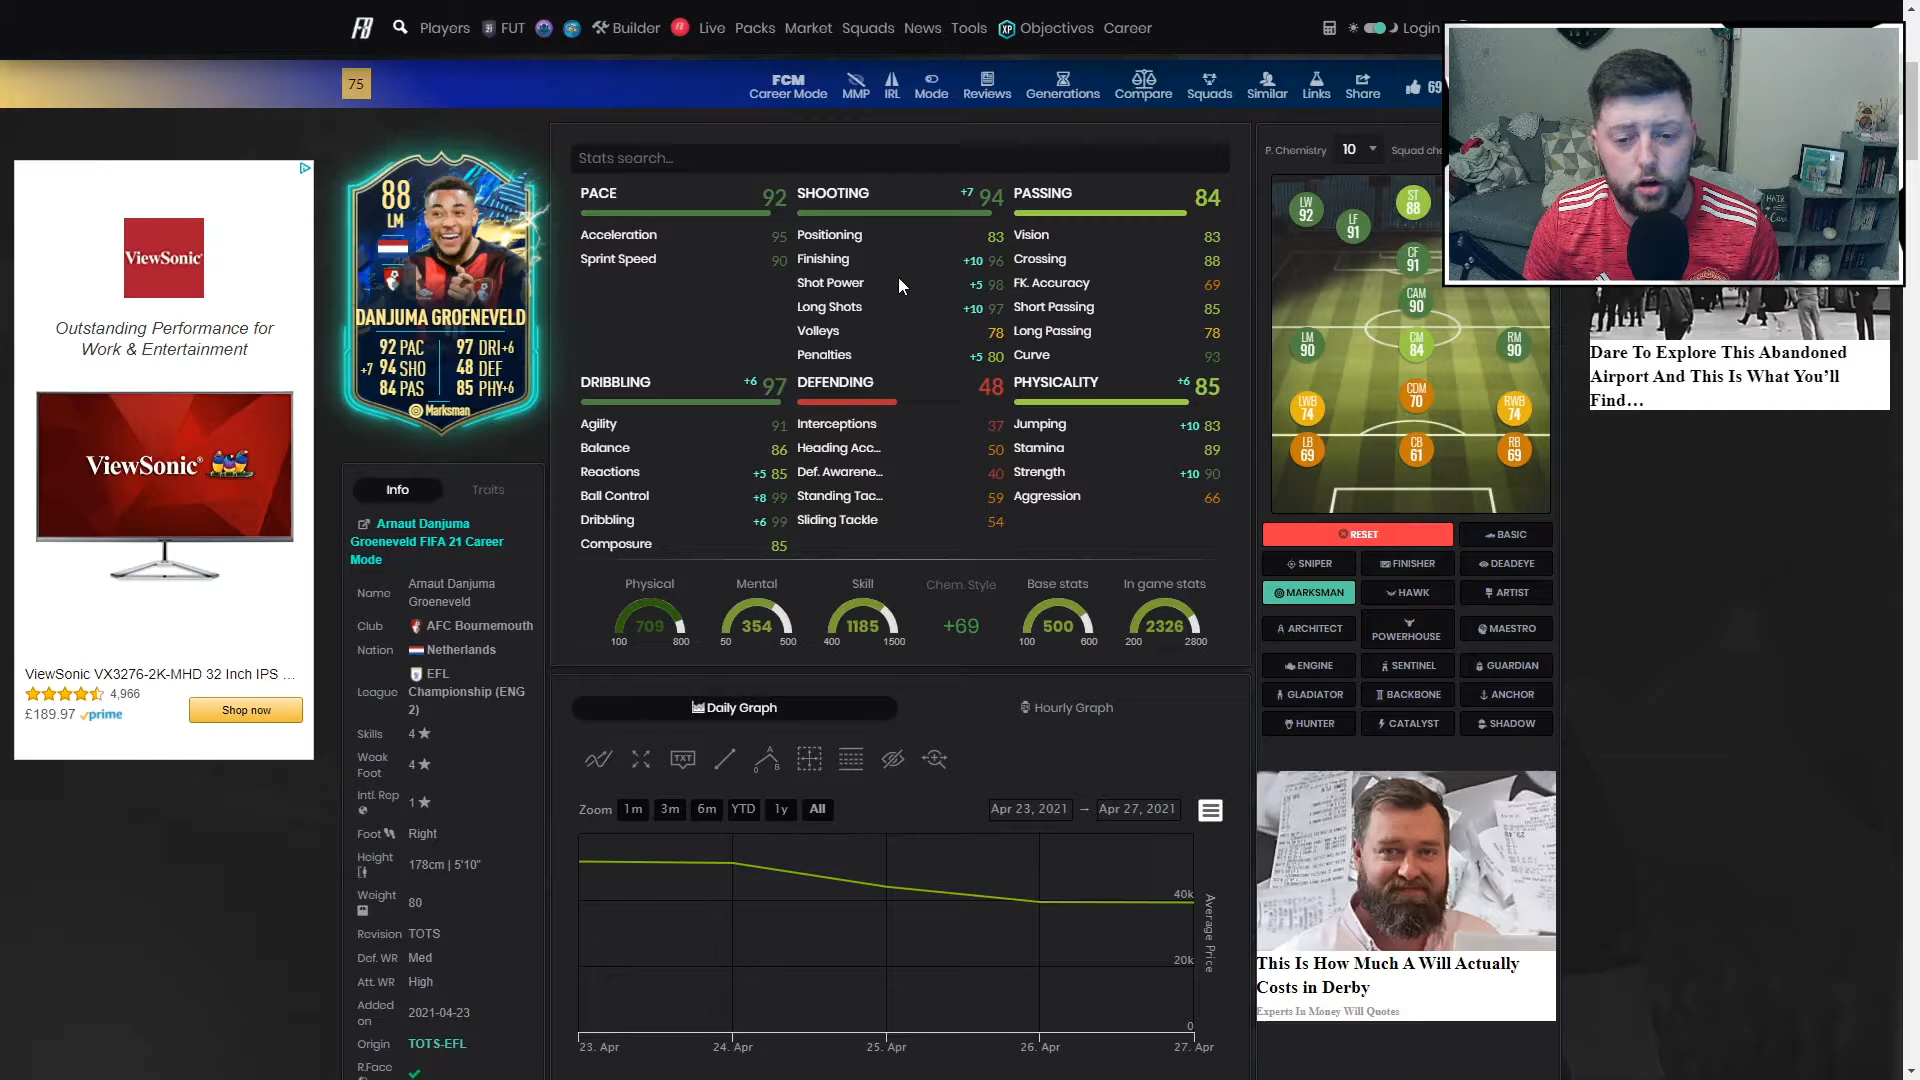 FB
Players
FUT
Builder
Live
Packs
Market
Squads
News
Tools
XP Objectives
Career
Login
75
FCM
Career Mode
MMP
IRL
Mode
Reviews
Generations
Compare
Squads
Similar
Links
Share
69
ViewSonic
Outstanding Performance for
Work & Entertainment
ViewSonic
ViewSonic VX3276-2K-MHD 32 Inch IPS ...
4,966
£189.97 prime
Shop now
88
LM
DANJUMA GROENEVELD
92 PAC 97 DRI+6
+7 94 SHO 48 DEF
84 PAS 85 PHY+6
Marksman
Info
Traits
Arnaut Danjuma
Groeneveld FIFA 21 Career
Mode
Name Arnaut Danjuma
Groeneveld
Club AFC Bournemouth
Nation Netherlands
League EFL
Championship (ENG
2)
Skills 4★
Weak
Foot 4★
Intl. Rep 1★
Foot Right
Height 178cm | 5'10"
Weight 80
Revision TOTS
Def. WR Med
Att. WR High
Added
on 2021-04-23
Origin TOTS-EFL
R.Face
Stats search...
PACE 92
Acceleration 95
Sprint Speed 90
SHOOTING +7 94
Positioning 83
Finishing +10 96
Shot Power +5 98
Long Shots +10 97
Volleys 78
Penalties +5 80
PASSING 84
Vision 83
Crossing 88
FK. Accuracy 69
Short Passing 85
Long Passing 78
Curve 93
DRIBBLING +6 97
Agility 91
Balance 86
Reactions +5 85
Ball Control +8 99
Dribbling +6 99
Composure 85
DEFENDING 48
Interceptions 37
Heading Acc... 50
Def. Awarene... 40
Standing Tac... 59
Sliding Tackle 54
PHYSICALITY +6 85
Jumping +10 83
Stamina 89
Strength +10 90
Aggression 66
Physical
709
100 800
Mental
354
50 500
Skill
1185
400 1500
Chem. Style
+69
Base stats
500
100 600
In game stats
2326
200 2800
Daily Graph
Hourly Graph
TXT
Zoom 1m 3m 6m YTD 1y All
Apr 23, 2021 → Apr 27, 2021
40k
20k
0
Average Price
23. Apr 24. Apr 25. Apr 26. Apr 27. Apr
P. Chemistry 10 Squad che
LW
92
LF
91
ST
88
CF
91
CAM
90
LM
90
CM
84
RM
90
CDM
70
LWB
74
RWB
74
LB
69
CB
61
RB
69
RESET
BASIC
SNIPER
FINISHER
DEADEYE
MARKSMAN
HAWK
ARTIST
ARCHITECT
POWERHOUSE
MAESTRO
ENGINE
SENTINEL
GUARDIAN
GLADIATOR
BACKBONE
ANCHOR
HUNTER
CATALYST
SHADOW
This Is How Much A Will Actually
Costs in Derby
Experts In Money Will Quotes
Dare To Explore This Abandoned
Airport And This Is What You'll
Find…